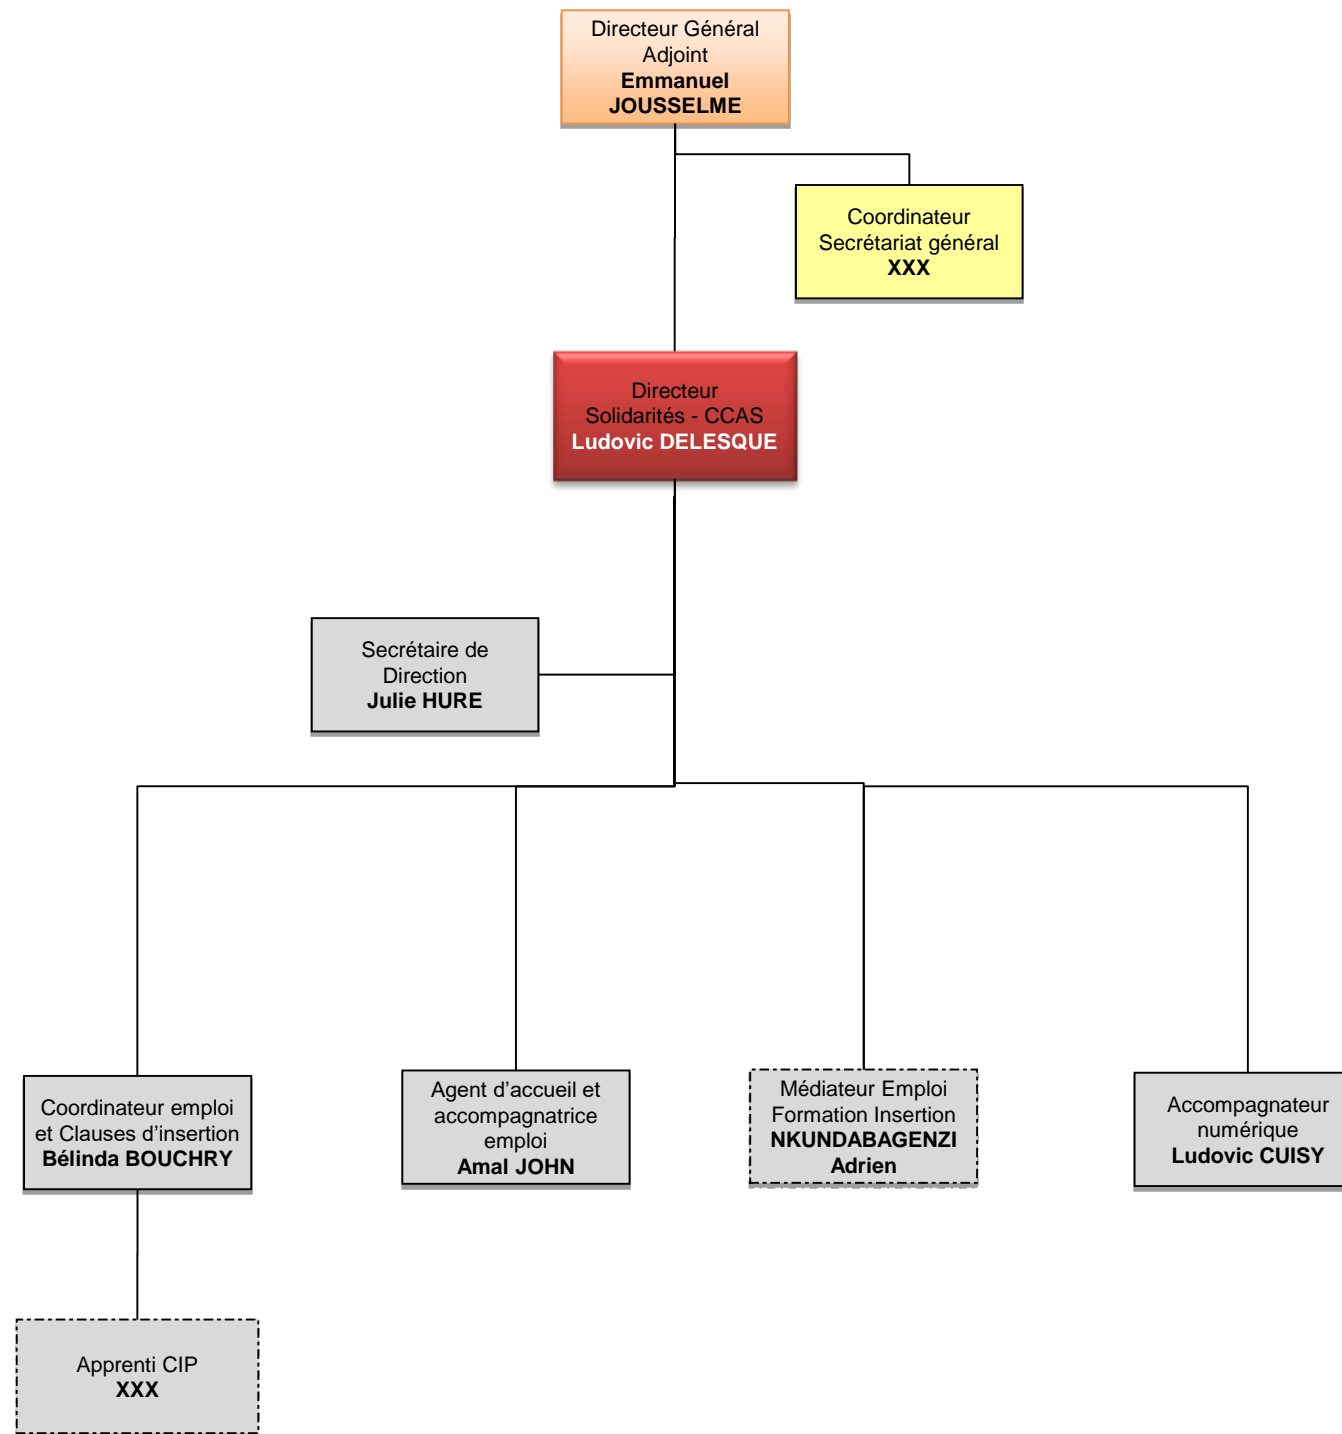 Directeur Général
Adjoint
Emmanuel
JOUSSELME
Coordinateur
Secrétariat général
XXX
Directeur
Solidarités - CCAS
Ludovic DELESQUE
Secrétaire de
Direction
Julie HURE
Coordinateur emploi
et Clauses d’insertion
Bélinda BOUCHRY
Agent d’accueil et
accompagnatrice
emploi
Amal JOHN
Médiateur Emploi
Formation Insertion
NKUNDABAGENZI
Adrien
Accompagnateur
numérique
Ludovic CUISY
Apprenti CIP
XXX